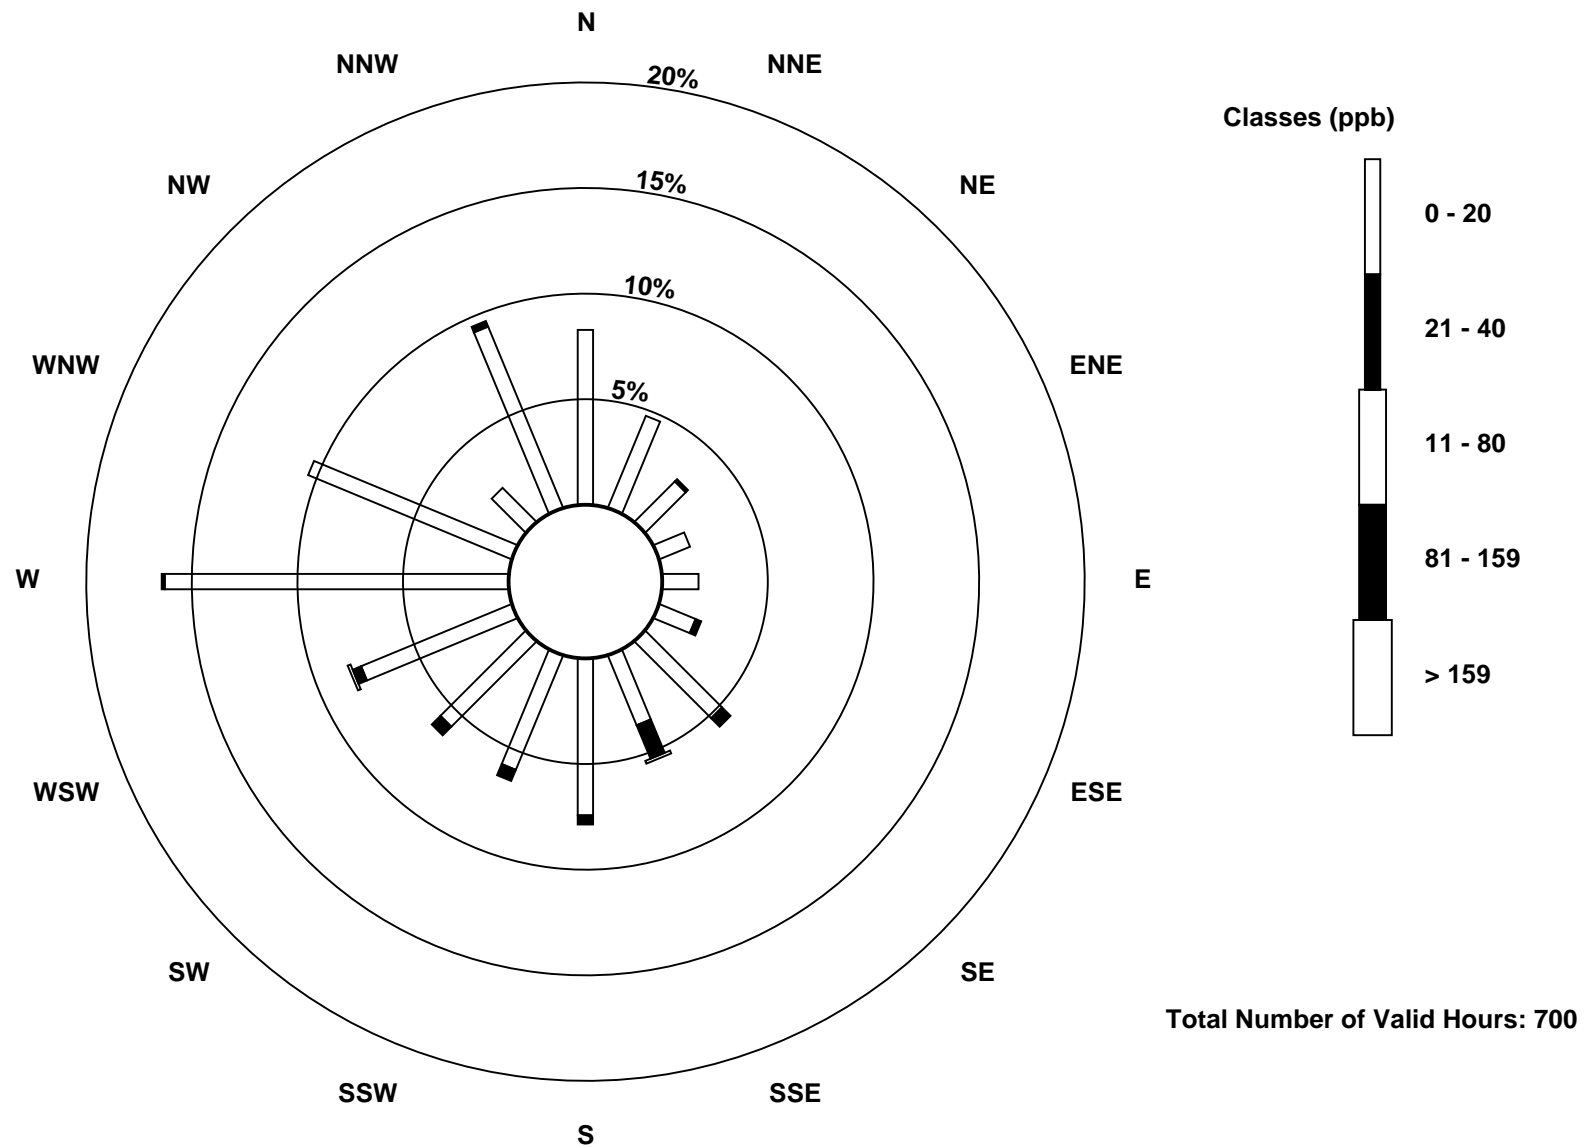 N
NNW
NNE
20%
Classes (ppb)
15%
NW
NE
0 - 20
10%
21 - 40
WNW
ENE
5%
11 - 80
81 - 159
W
E
> 159
WSW
ESE
SW
SE
Total Number of Valid Hours: 700
SSW
SSE
S